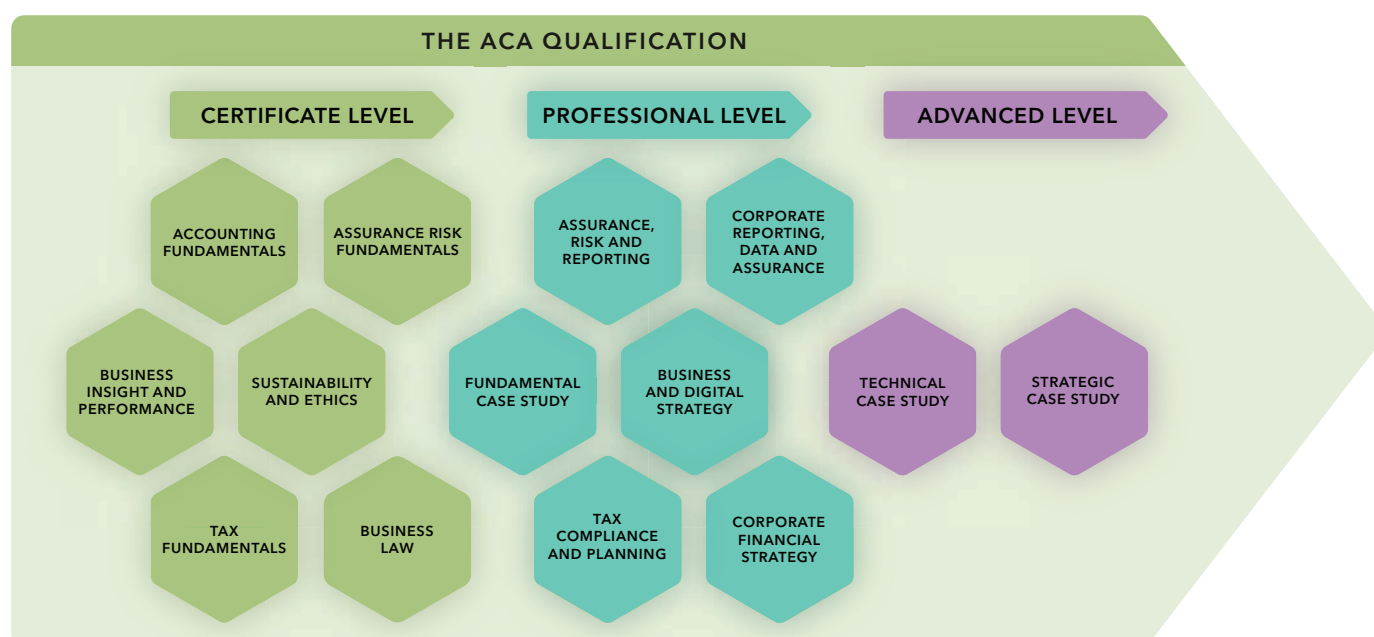 THE ACA QUALIFICATION
CERTIFICATE LEVEL
PROFESSIONAL LEVEL
ADVANCED LEVEL
ACCOUNTING
FUNDAMENTALS
ASSURANCE RISK
FUNDAMENTALS
ASSURANCE,
RISK AND
REPORTING
CORPORATE
REPORTING,
DATA AND
ASSURANCE
BUSINESS
INSIGHT AND
PERFORMANCE
SUSTAINABILITY
AND ETHICS
FUNDAMENTAL
CASE STUDY
BUSINESS
AND DIGITAL
STRATEGY
TECHNICAL
CASE STUDY
STRATEGIC
CASE STUDY
TAX
FUNDAMENTALS
BUSINESS
LAW
TAX
COMPLIANCE
AND PLANNING
CORPORATE
FINANCIAL
STRATEGY